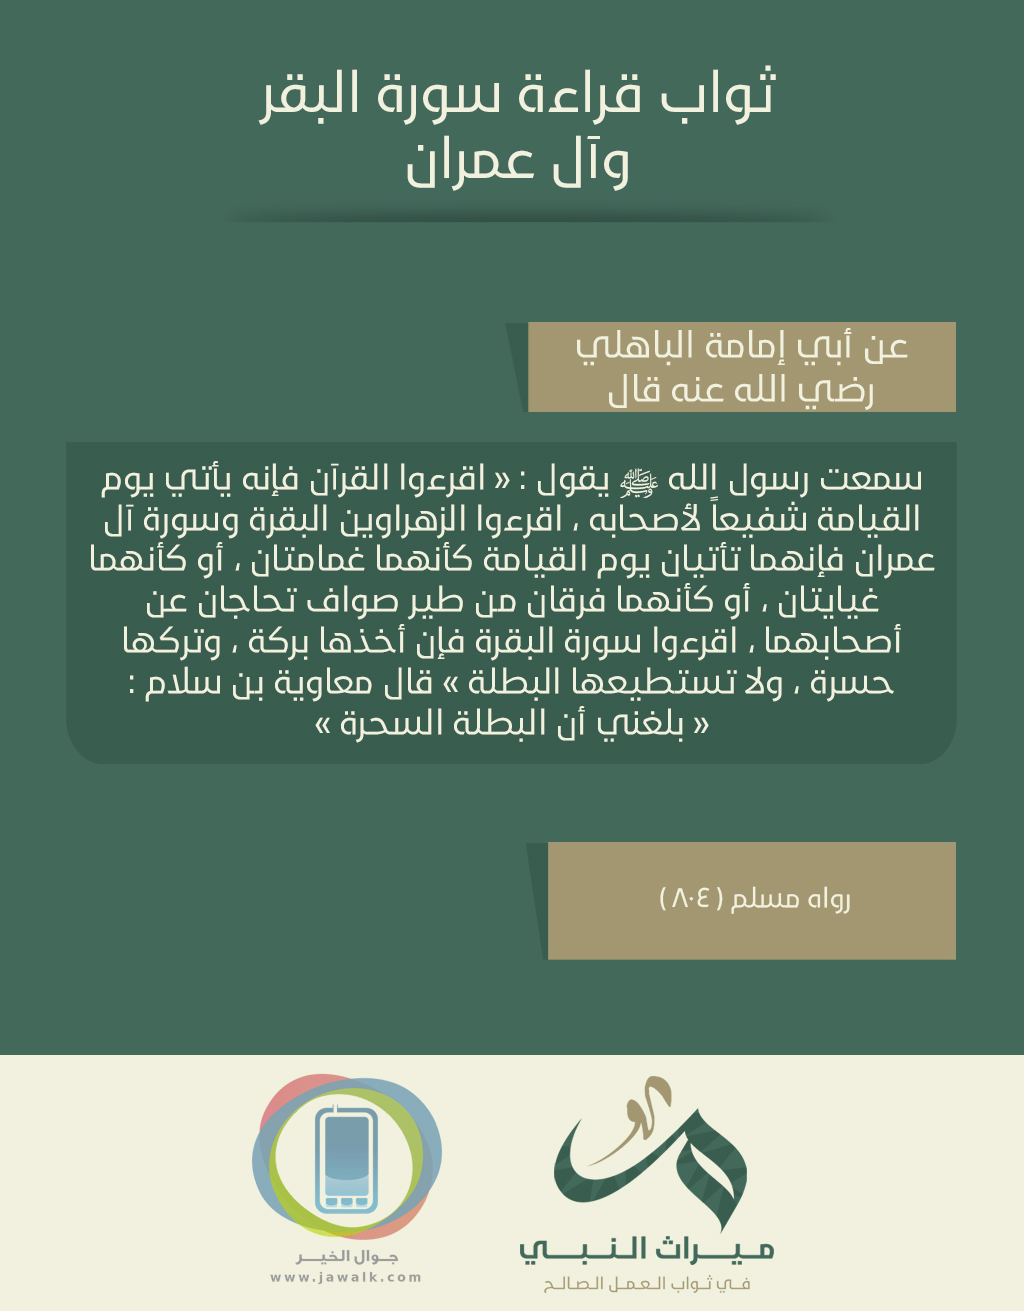 ثواب قراءة سورة البقر
وآل عمران
عن أبي إمامة الباهلي
رضي الله عنه قال
سمعت رسول الله ﷺ يقول : « اقرءوا القرآن فإنه يأتي يوم
القيامة شفيعاً لأصحابه ، اقرءوا الزهراوين البقرة وسورة آل
عمران فإنهما تأتيان يوم القيامة كأنهما غمامتان ، أو كأنهما
غيايتان ، أو كأنهما فرقان من طير صواف تحاجان عن
أصحابهما ، اقرءوا سورة البقرة فإن أخذها بركة ، وتركها
حسرة ، ولا تستطيعها البطلة » قال معاوية بن سلام :
« بلغني أن البطلة السحرة »
رواه مسلم ( ٨٠٤ )
ميراث النبي
في ثواب العمل الصالح
جوال الخير
www.jawalk.com